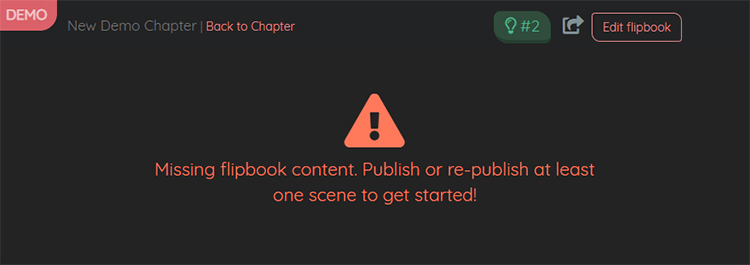 DEMO
New Demo Chapter | Back to Chapter
#2
Edit flipbook
Missing flipbook content. Publish or re-publish at least
one scene to get started!